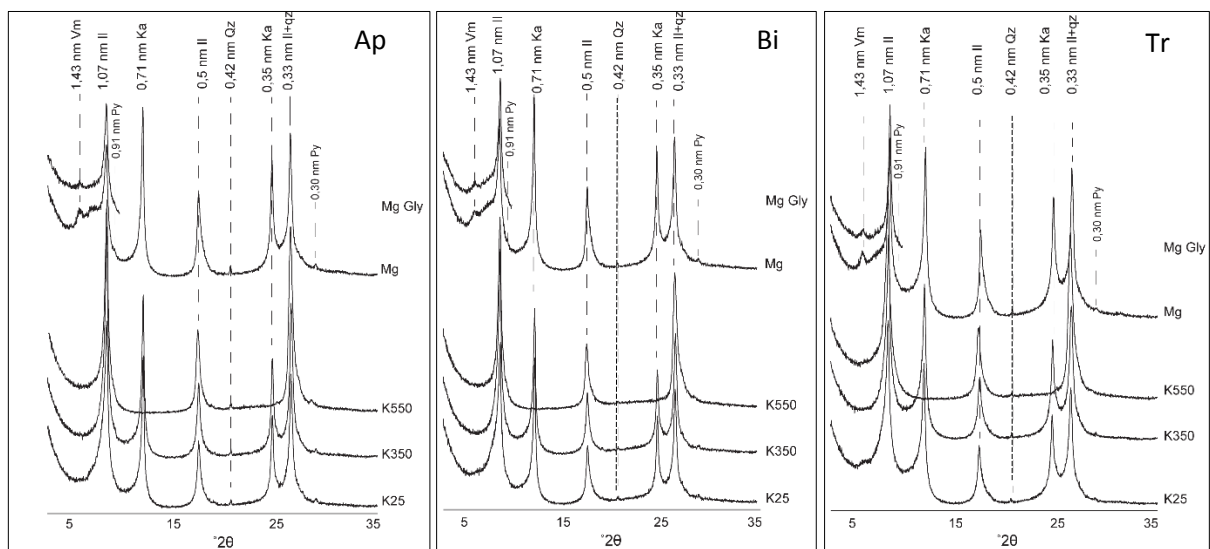 Ap
1,43 nm Vm
1,07 nm Il
0,91 nm Py
0,71 nm Ka
0,5 nm Il
0,42 nm Qz
0,35 nm Ka
0,33 nm Il+qz
0,30 nm Py
Mg Gly
Mg
K550
K350
K25
5 15 25 35
°2θ
Bi
1,43 nm Vm
1,07 nm Il
0,91 nm Py
0,71 nm Ka
0,5 nm Il
0,42 nm Qz
0,35 nm Ka
0,33 nm Il+qz
0,30 nm Py
Mg Gly
Mg
K550
K350
K25
5 15 25 35
°2θ
Tr
1,43 nm Vm
1,07 nm Il
0,91 nm Py
0,71 nm Ka
0,5 nm Il
0,42 nm Qz
0,35 nm Ka
0,33 nm Il+qz
0,30 nm Py
Mg Gly
Mg
K550
K350
K25
5 15 25 35
°2θ